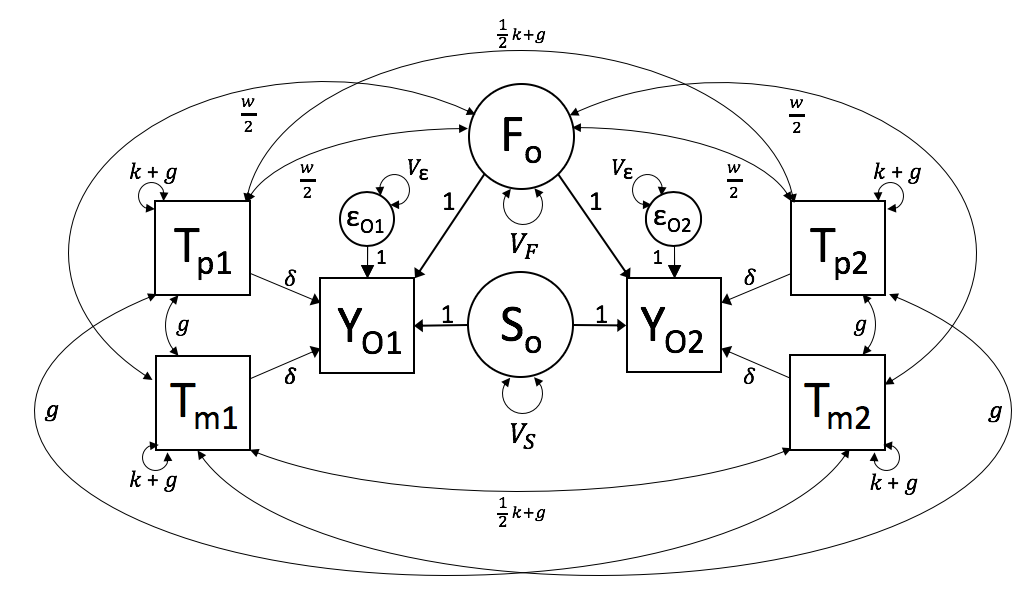 ½k+g
w/2
w/2
F₀
k + g
w/2
Vε
Vε
w/2
k + g
Tp1
εO1
1
1
εO2
Tp2
VF
δ
1
1
δ
g
YO1
1
So
1
YO2
g
δ
δ
g
Tm1
Tm2
g
k + g
VS
k + g
½k+g